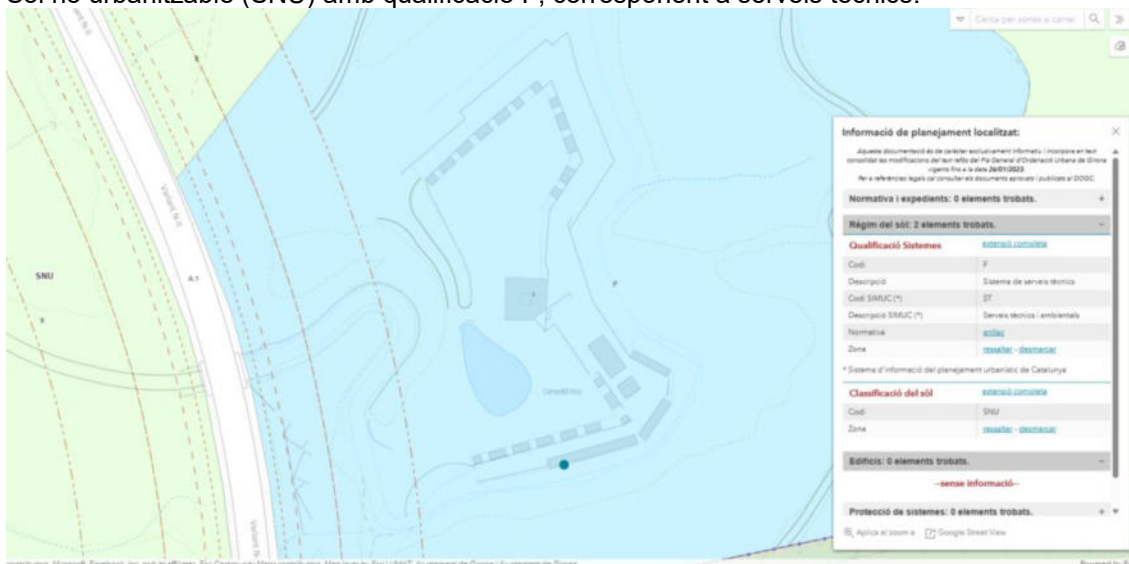 Sòl no urbanitzable (SNU) amb qualificació F, corresponent a serveis tècnics.
Cerca per zones o carrer
Variant N-II
SNU
A.1
F
Cementiri Nou
Variant N
Informació de planejament localitzat:
Aquesta documentació és de caràcter exclusivament informatiu i incorpora en text
consolidat les modificacions del text refós del Pla General d'Ordenació Urbana de Girona
vigents fins a la data 26/01/2023.
Per a referències legals cal consultar els documents aprovats i publicats al DOGC.
Normativa i expedients: 0 elements trobats. +
Règim del sòl: 2 elements trobats. −
Qualificació Sistemes extensió completa
Codi F
Descripció Sistema de serveis tècnics
Codi SIMUC (*) ST
Descripció SIMUC (*) Serveis tècnics i ambientals
Normativa enllaç
Zona ressaltar - desmarcar
* Sistema d'informació del planejament urbanístic de Catalunya
Classificació del sòl extensió completa
Codi SNU
Zona ressaltar - desmarcar
Edificis: 0 elements trobats. −
--sense informació--
Protecció de sistemes: 0 elements trobats. +
Aplica el zoom a Google Street View